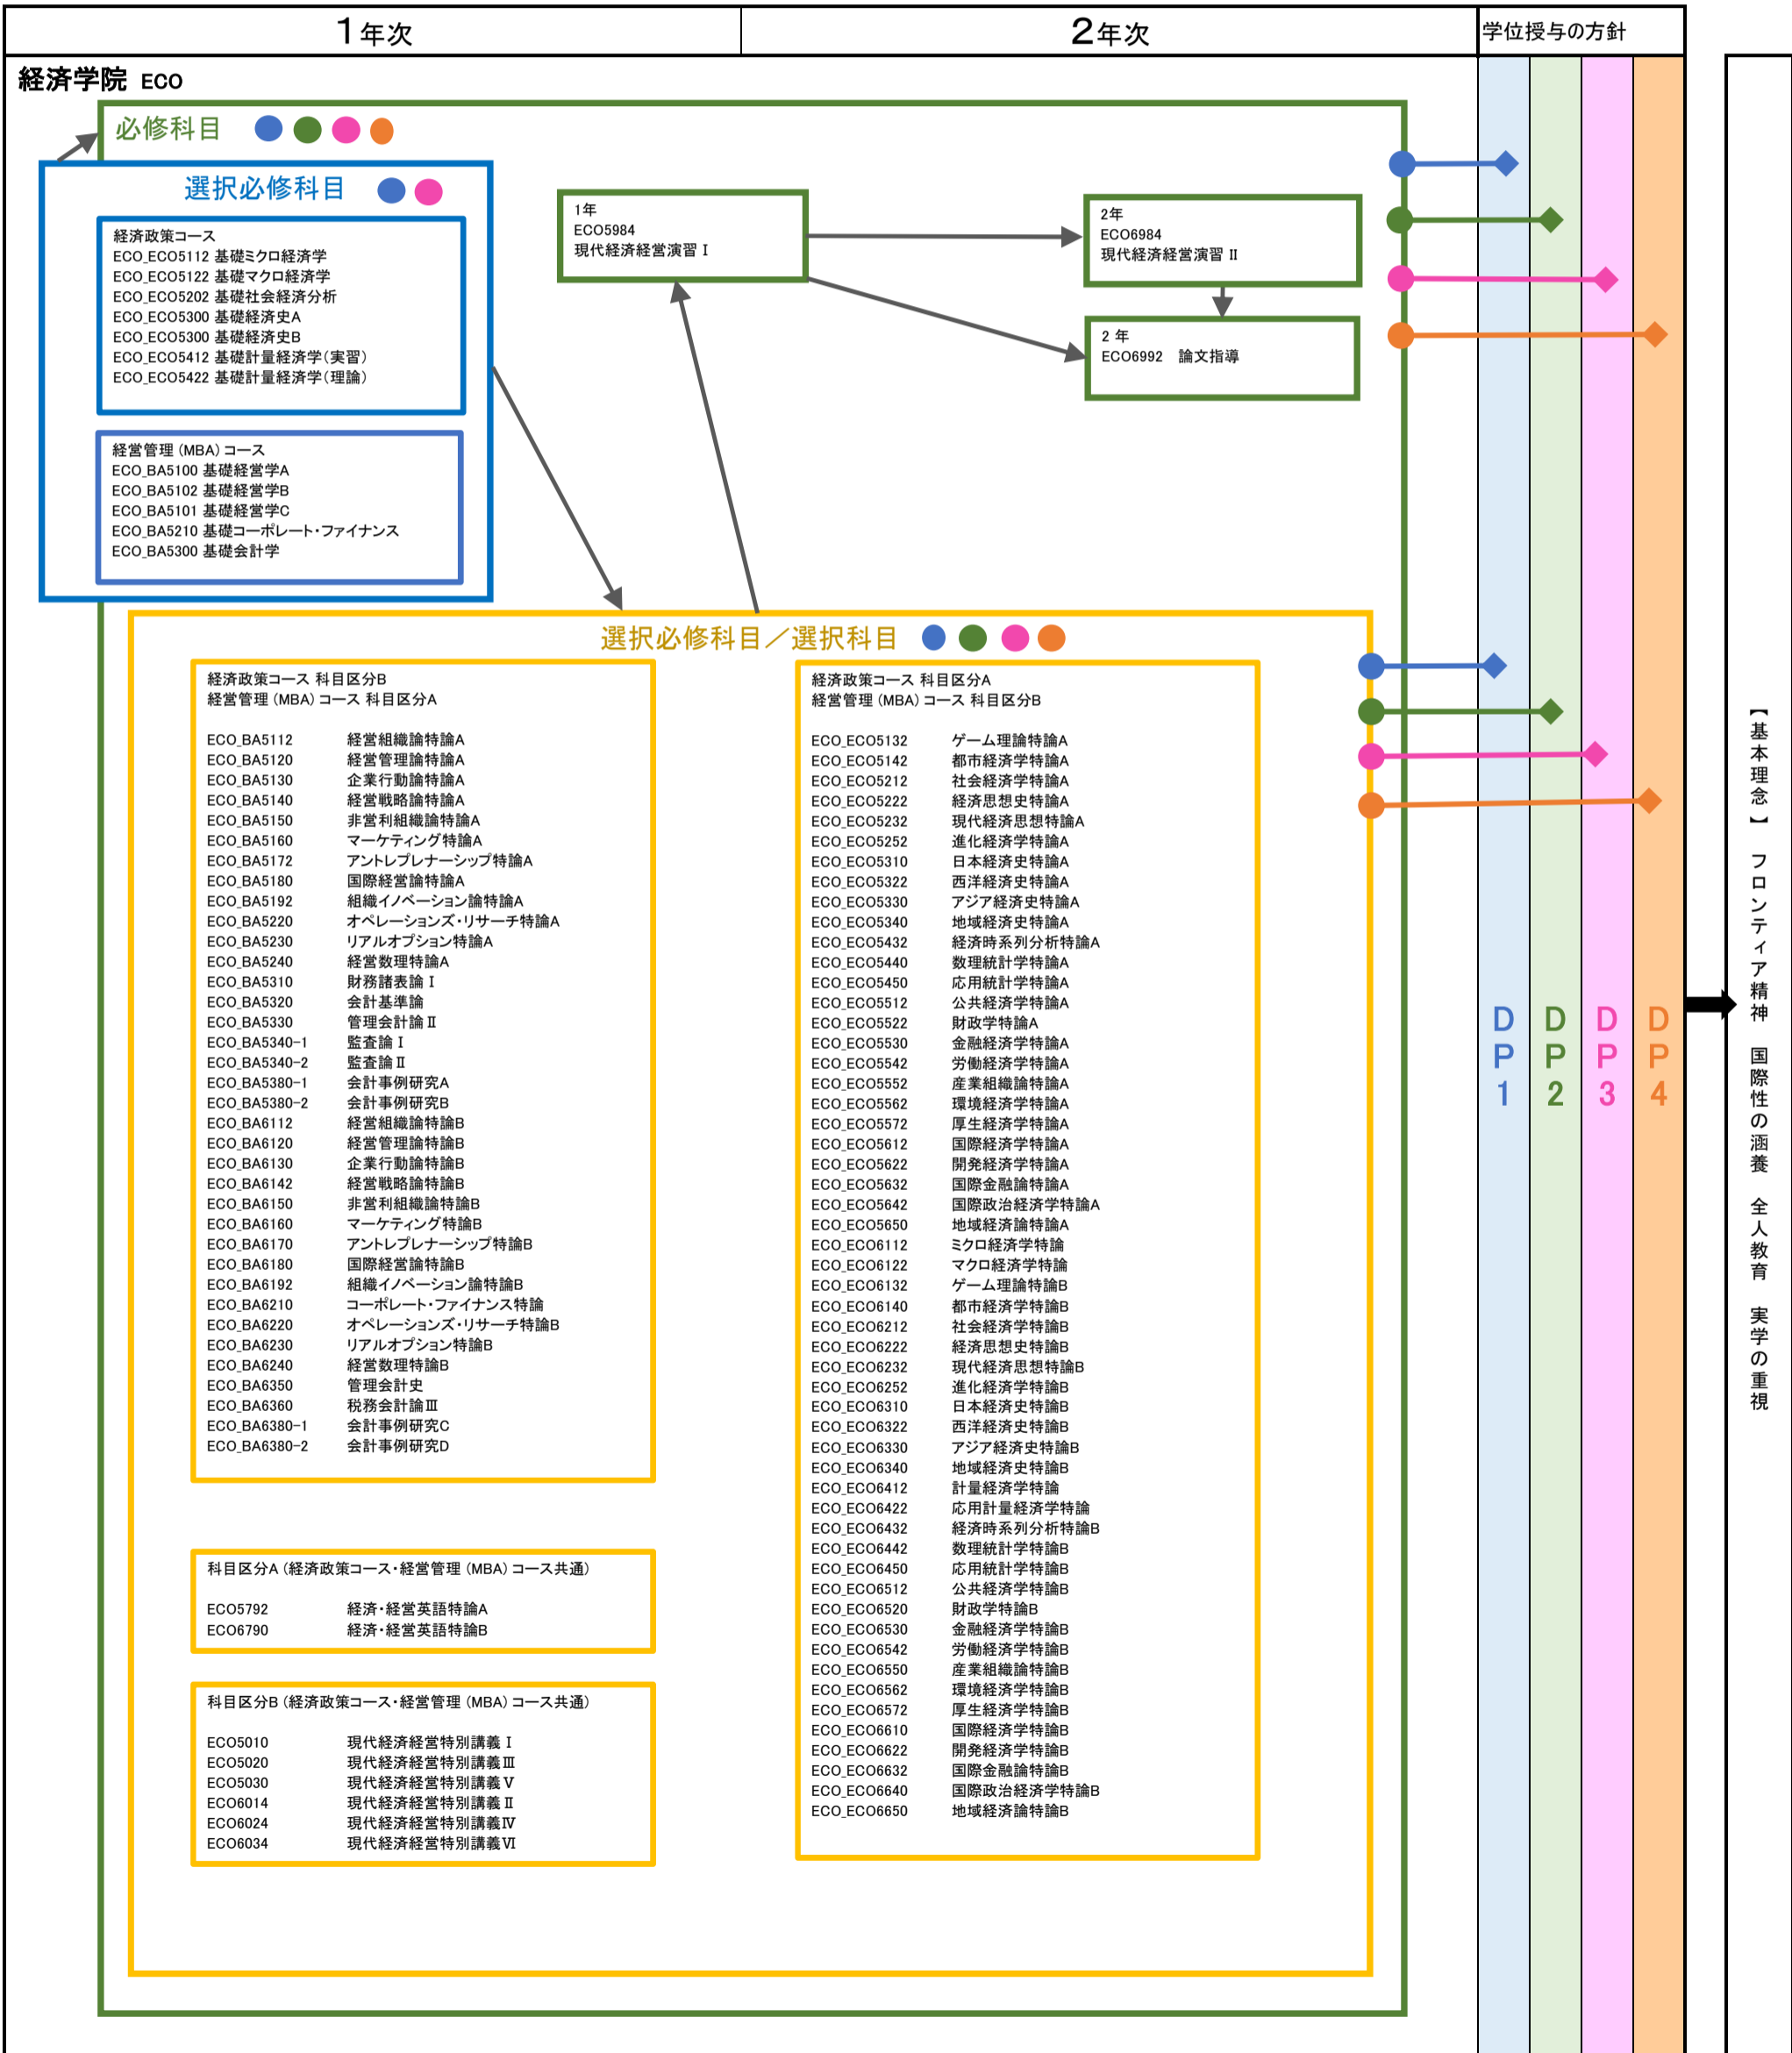 1年次
2年次
学位授与の方針
経済学院 ECO
必修科目
選択必修科目
経済政策コース
ECO_ECO5112 基礎ミクロ経済学
ECO_ECO5122 基礎マクロ経済学
ECO_ECO5202 基礎社会経済分析
ECO_ECO5300 基礎経済史A
ECO_ECO5300 基礎経済史B
ECO_ECO5412 基礎計量経済学(実習)
ECO_ECO5422 基礎計量経済学(理論)
経営管理(MBA)コース
ECO_BA5100 基礎経営学A
ECO_BA5102 基礎経営学B
ECO_BA5101 基礎経営学C
ECO_BA5210 基礎コーポレート・ファイナンス
ECO_BA5300 基礎会計学
1年
ECO5984
現代経済経営演習 I
2年
ECO6984
現代経済経営演習 II
2 年
ECO6992 論文指導
選択必修科目／選択科目
経済政策コース 科目区分B
経営管理(MBA)コース 科目区分A
ECO_BA5112 経営組織論特論A
ECO_BA5120 経営管理論特論A
ECO_BA5130 企業行動論特論A
ECO_BA5140 経営戦略論特論A
ECO_BA5150 非営利組織論特論A
ECO_BA5160 マーケティング特論A
ECO_BA5172 アントレプレナーシップ特論A
ECO_BA5180 国際経営論特論A
ECO_BA5192 組織イノベーション論特論A
ECO_BA5220 オペレーションズ・リサーチ特論A
ECO_BA5230 リアルオプション特論A
ECO_BA5240 経営数理特論A
ECO_BA5310 財務諸表論Ⅰ
ECO_BA5320 会計基準論
ECO_BA5330 管理会計論Ⅱ
ECO_BA5340-1 監査論Ⅰ
ECO_BA5340-2 監査論Ⅱ
ECO_BA5380-1 会計事例研究A
ECO_BA5380-2 会計事例研究B
ECO_BA6112 経営組織論特論B
ECO_BA6120 経営管理論特論B
ECO_BA6130 企業行動論特論B
ECO_BA6142 経営戦略論特論B
ECO_BA6150 非営利組織論特論B
ECO_BA6160 マーケティング特論B
ECO_BA6170 アントレプレナーシップ特論B
ECO_BA6180 国際経営論特論B
ECO_BA6192 組織イノベーション論特論B
ECO_BA6210 コーポレート・ファイナンス特論
ECO_BA6220 オペレーションズ・リサーチ特論B
ECO_BA6230 リアルオプション特論B
ECO_BA6240 経営数理特論B
ECO_BA6350 管理会計史
ECO_BA6360 税務会計論Ⅲ
ECO_BA6380-1 会計事例研究C
ECO_BA6380-2 会計事例研究D
科目区分A(経済政策コース・経営管理(MBA)コース共通)
ECO5792 経済・経営英語特論A
ECO6790 経済・経営英語特論B
科目区分B(経済政策コース・経営管理(MBA)コース共通)
ECO5010 現代経済経営特別講義Ⅰ
ECO5020 現代経済経営特別講義Ⅲ
ECO5030 現代経済経営特別講義Ⅴ
ECO6014 現代経済経営特別講義Ⅱ
ECO6024 現代経済経営特別講義Ⅳ
ECO6034 現代経済経営特別講義Ⅵ
経済政策コース 科目区分A
経営管理(MBA)コース 科目区分B
ECO_ECO5132 ゲーム理論特論A
ECO_ECO5142 都市経済学特論A
ECO_ECO5212 社会経済学特論A
ECO_ECO5222 経済思想史特論A
ECO_ECO5232 現代経済思想特論A
ECO_ECO5252 進化経済学特論A
ECO_ECO5310 日本経済史特論A
ECO_ECO5322 西洋経済史特論A
ECO_ECO5330 アジア経済史特論A
ECO_ECO5340 地域経済史特論A
ECO_ECO5432 経済時系列分析特論A
ECO_ECO5440 数理統計学特論A
ECO_ECO5450 応用統計学特論A
ECO_ECO5512 公共経済学特論A
ECO_ECO5522 財政学特論A
ECO_ECO5530 金融経済学特論A
ECO_ECO5542 労働経済学特論A
ECO_ECO5552 産業組織論特論A
ECO_ECO5562 環境経済学特論A
ECO_ECO5572 厚生経済学特論A
ECO_ECO5612 国際経済学特論A
ECO_ECO5622 開発経済学特論A
ECO_ECO5632 国際金融論特論A
ECO_ECO5642 国際政治経済学特論A
ECO_ECO5650 地域経済論特論A
ECO_ECO6112 ミクロ経済学特論
ECO_ECO6122 マクロ経済学特論
ECO_ECO6132 ゲーム理論特論B
ECO_ECO6140 都市経済学特論B
ECO_ECO6212 社会経済学特論B
ECO_ECO6222 経済思想史特論B
ECO_ECO6232 現代経済思想特論B
ECO_ECO6252 進化経済学特論B
ECO_ECO6310 日本経済史特論B
ECO_ECO6322 西洋経済史特論B
ECO_ECO6330 アジア経済史特論B
ECO_ECO6340 地域経済史特論B
ECO_ECO6412 計量経済学特論
ECO_ECO6422 応用計量経済学特論
ECO_ECO6432 経済時系列分析特論B
ECO_ECO6442 数理統計学特論B
ECO_ECO6450 応用統計学特論B
ECO_ECO6512 公共経済学特論B
ECO_ECO6520 財政学特論B
ECO_ECO6530 金融経済学特論B
ECO_ECO6542 労働経済学特論B
ECO_ECO6550 産業組織論特論B
ECO_ECO6562 環境経済学特論B
ECO_ECO6572 厚生経済学特論B
ECO_ECO6610 国際経済学特論B
ECO_ECO6622 開発経済学特論B
ECO_ECO6632 国際金融論特論B
ECO_ECO6640 国際政治経済学特論B
ECO_ECO6650 地域経済論特論B
DP1
DP2
DP3
DP4
【基本理念】 フロンティア精神 国際性の涵養 全人教育 実学の重視